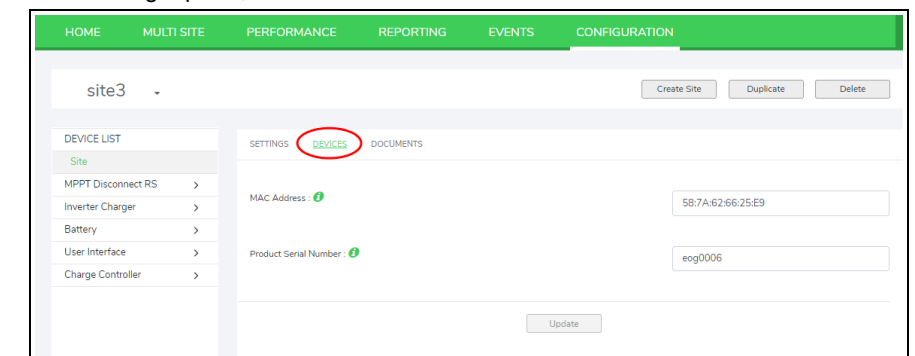 HOME MULTI SITE PERFORMANCE REPORTING EVENTS CONFIGURATION
site3
Create Site Duplicate Delete
DEVICE LIST
Site
MPPT Disconnect RS
Inverter Charger
Battery
User Interface
Charge Controller
SETTINGS DEVICES DOCUMENTS
MAC Address : i
58:7A:62:66:25:E9
Product Serial Number : i
eog0006
Update